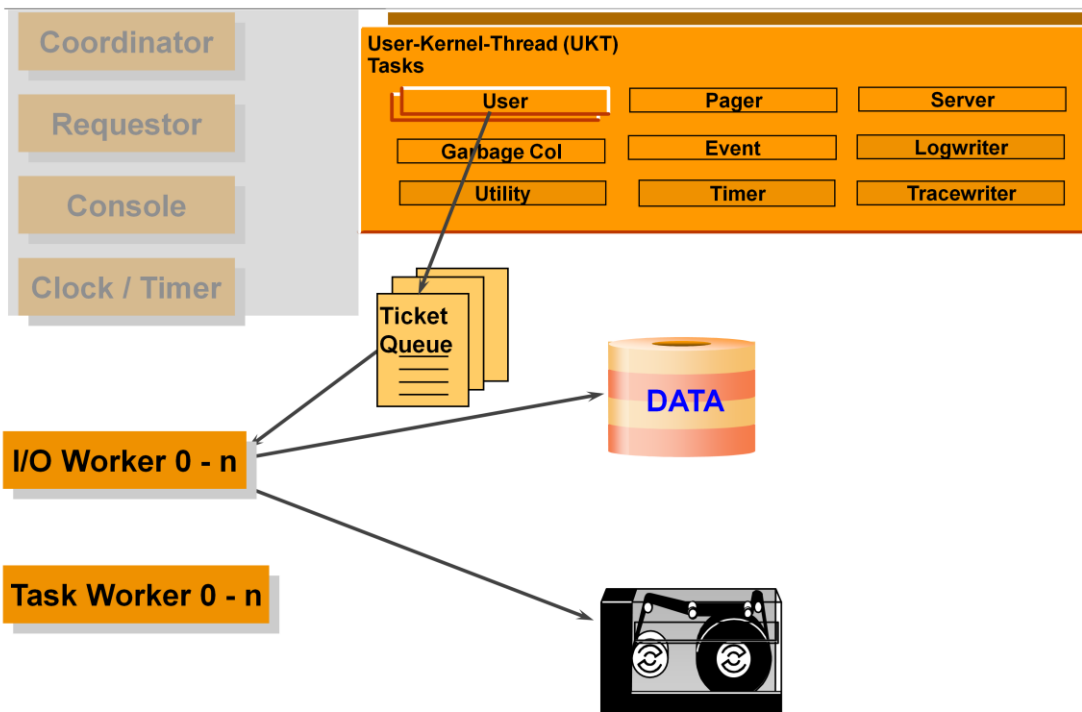 Coordinator
Requestor
Console
Clock / Timer
User-Kernel-Thread (UKT)
Tasks
User
Pager
Server
Garbage Col
Event
Logwriter
Utility
Timer
Tracewriter
Ticket
Queue
DATA
I/O Worker 0 - n
Task Worker 0 - n